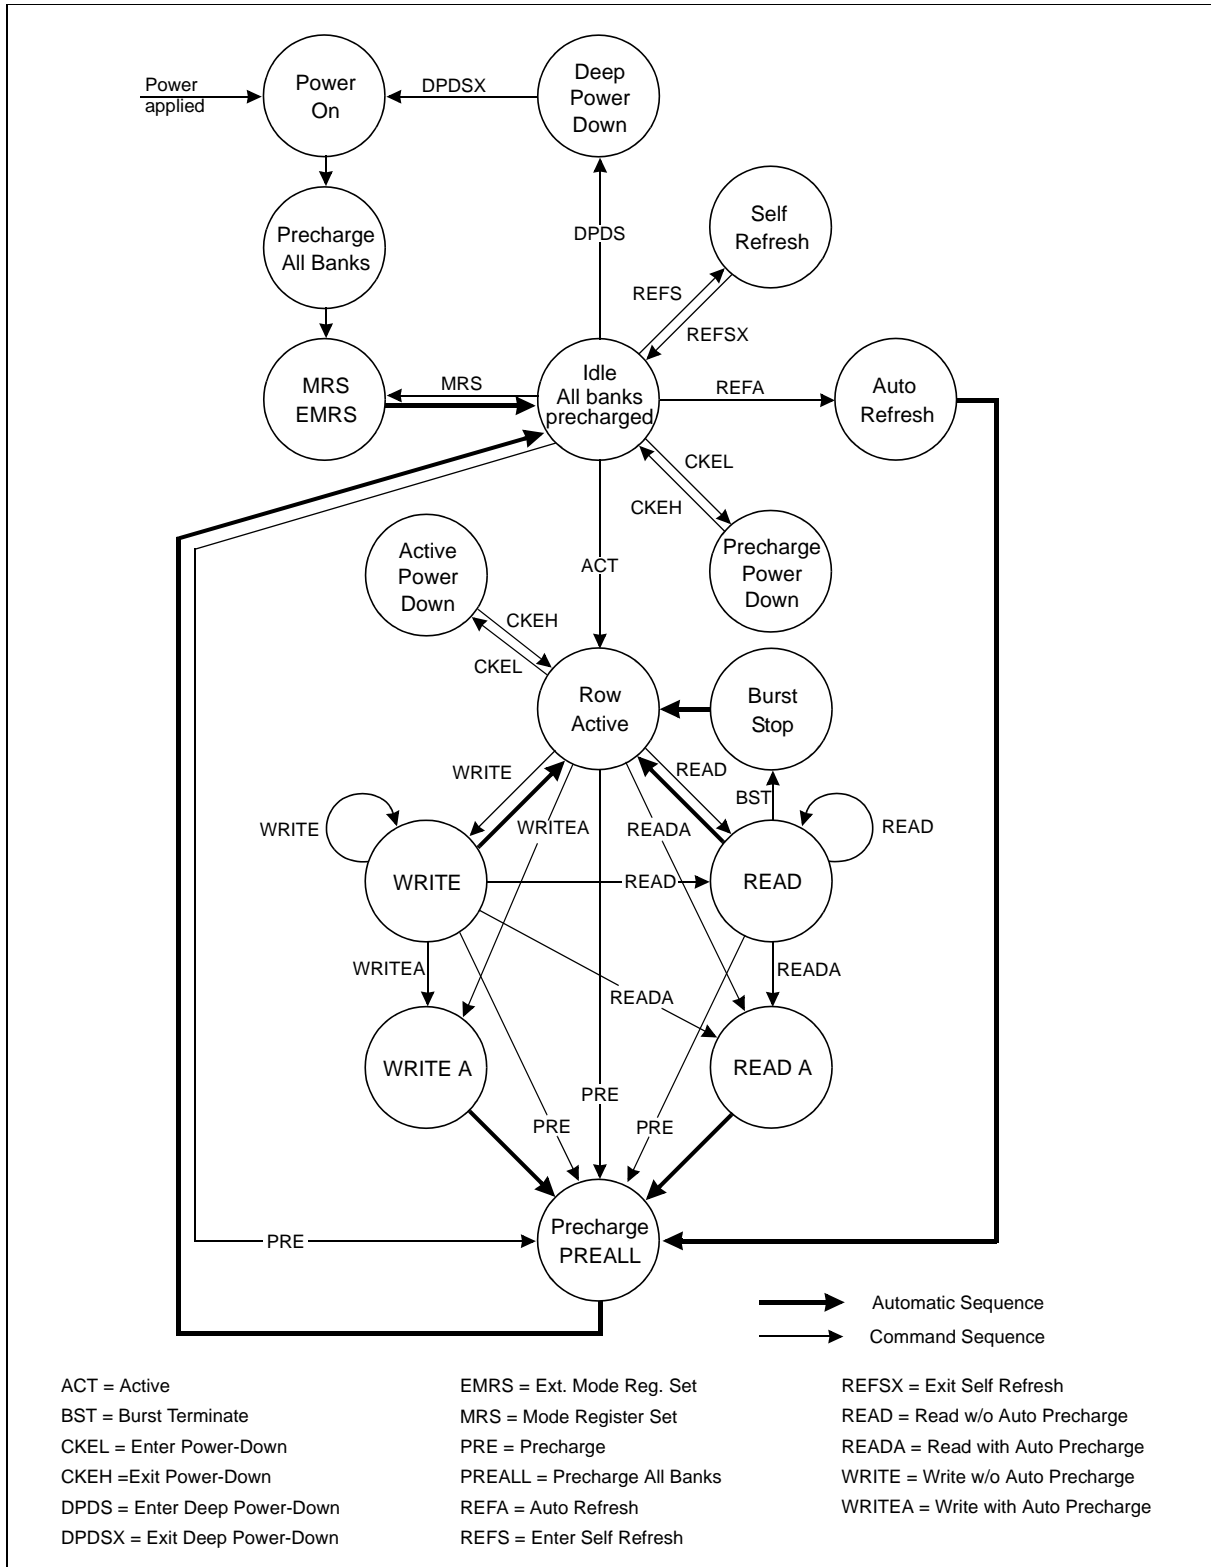 Power
applied
Power
On
DPDSX
Deep
Power
Down
Precharge
All Banks
DPDS
Self
Refresh
REFS
REFSX
MRS
EMRS
MRS
Idle
All banks
precharged
REFA
Auto
Refresh
CKEL
CKEH
Active
Power
Down
ACT
Precharge
Power
Down
CKEH
CKEL
Row
Active
Burst
Stop
WRITE
READ
BST
WRITE
WRITEA
READA
READ
WRITE
READ
READ
WRITEA
READA
READA
WRITE A
READ A
PRE
PRE
PRE
Precharge
PREALL
PRE
Automatic Sequence
Command Sequence
ACT = Active
BST = Burst Terminate
CKEL = Enter Power-Down
CKEH =Exit Power-Down
DPDS = Enter Deep Power-Down
DPDSX = Exit Deep Power-Down
EMRS = Ext. Mode Reg. Set
MRS = Mode Register Set
PRE = Precharge
PREALL = Precharge All Banks
REFA = Auto Refresh
REFS = Enter Self Refresh
REFSX = Exit Self Refresh
READ = Read w/o Auto Precharge
READA = Read with Auto Precharge
WRITE = Write w/o Auto Precharge
WRITEA = Write with Auto Precharge